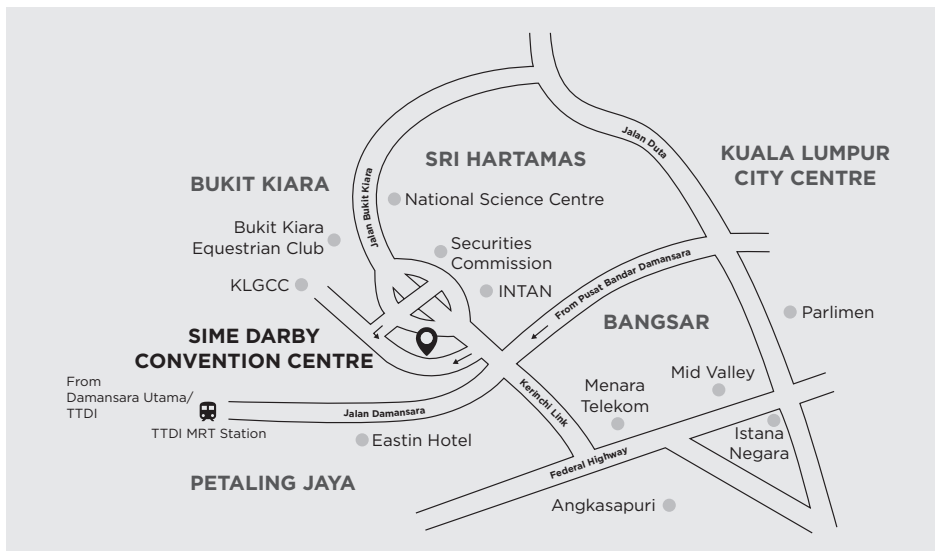 Jalan Duta
SRI HARTAMAS
KUALA LUMPUR
CITY CENTRE
BUKIT KIARA
Jalan Bukit Kiara
National Science Centre
Bukit Kiara
Equestrian Club
Securities
Commission
KLGCC
INTAN
From Pusat Bandar Damansara
Parlimen
BANGSAR
SIME DARBY
CONVENTION CENTRE
From
Damansara Utama/
TTDI
TTDI MRT Station
Jalan Damansara
Kerinchi Link
Mid Valley
Menara
Telekom
Eastin Hotel
Istana
Negara
Federal Highway
PETALING JAYA
Angkasapuri